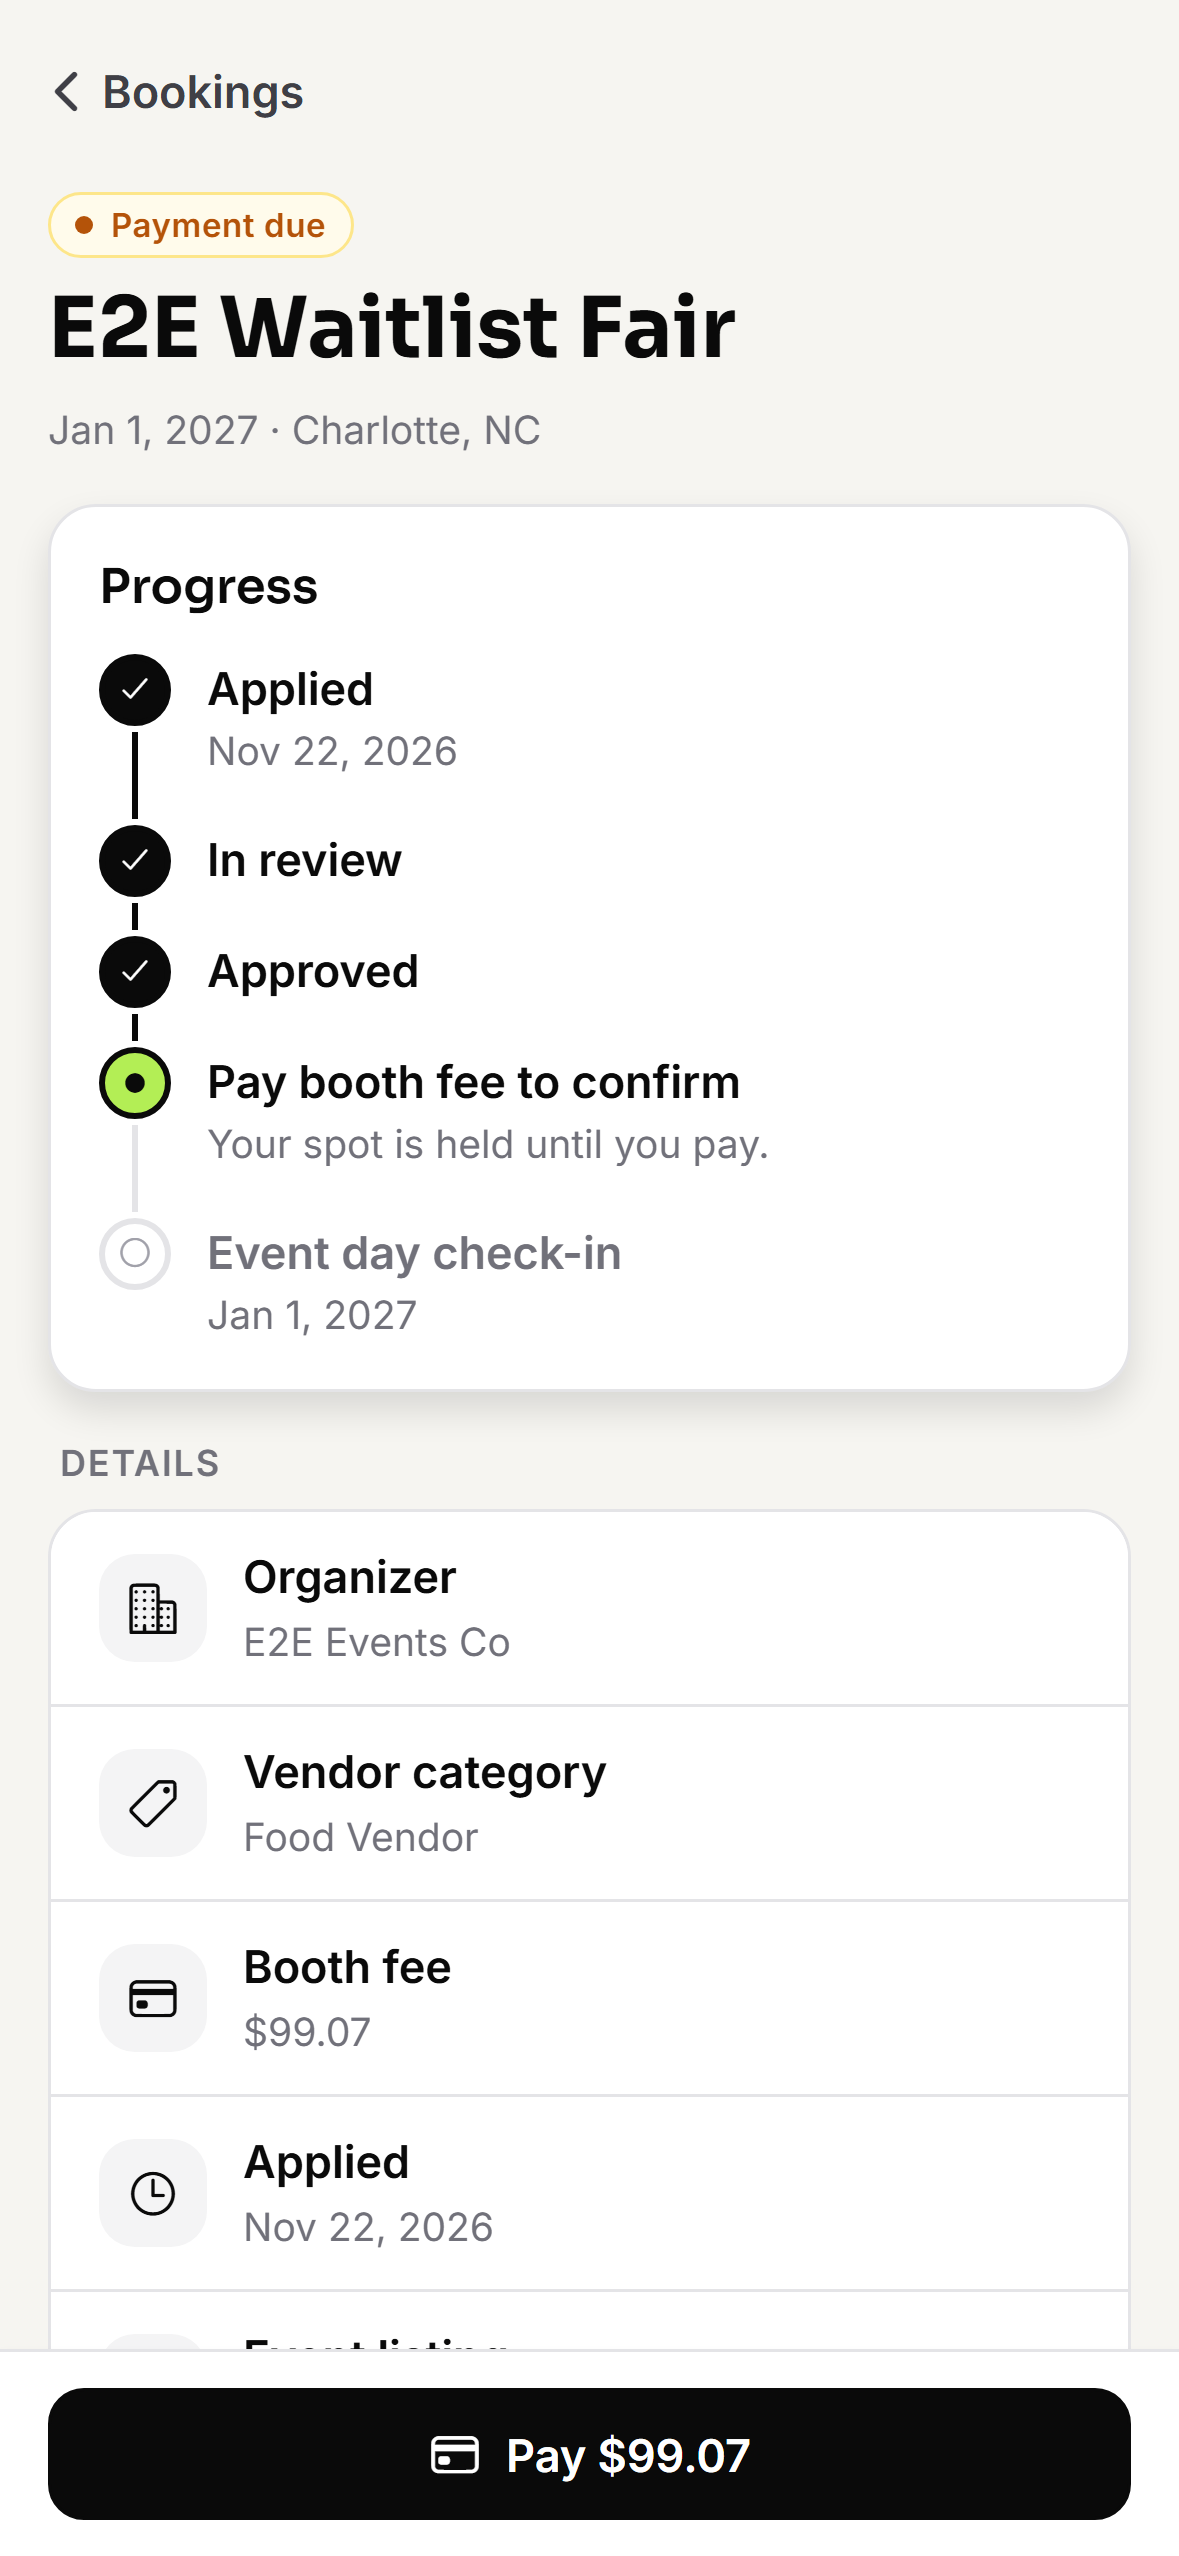 Bookings
Payment due
E2E Waitlist Fair
Jan 1, 2027 · Charlotte, NC
Progress
Applied
Nov 22, 2026
In review
Approved
Pay booth fee to confirm
Your spot is held until you pay.
Event day check-in
Jan 1, 2027
DETAILS
Organizer
E2E Events Co
Vendor category
Food Vendor
Booth fee
$99.07
Applied
Nov 22, 2026
Event listing
Pay $99.07